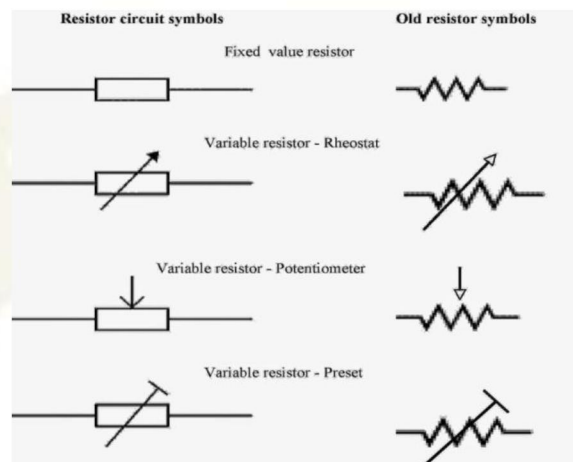 Resistor circuit symbols
Old resistor symbols
Fixed value resistor
Variable resistor - Rheostat
Variable resistor - Potentiometer
Variable resistor - Preset